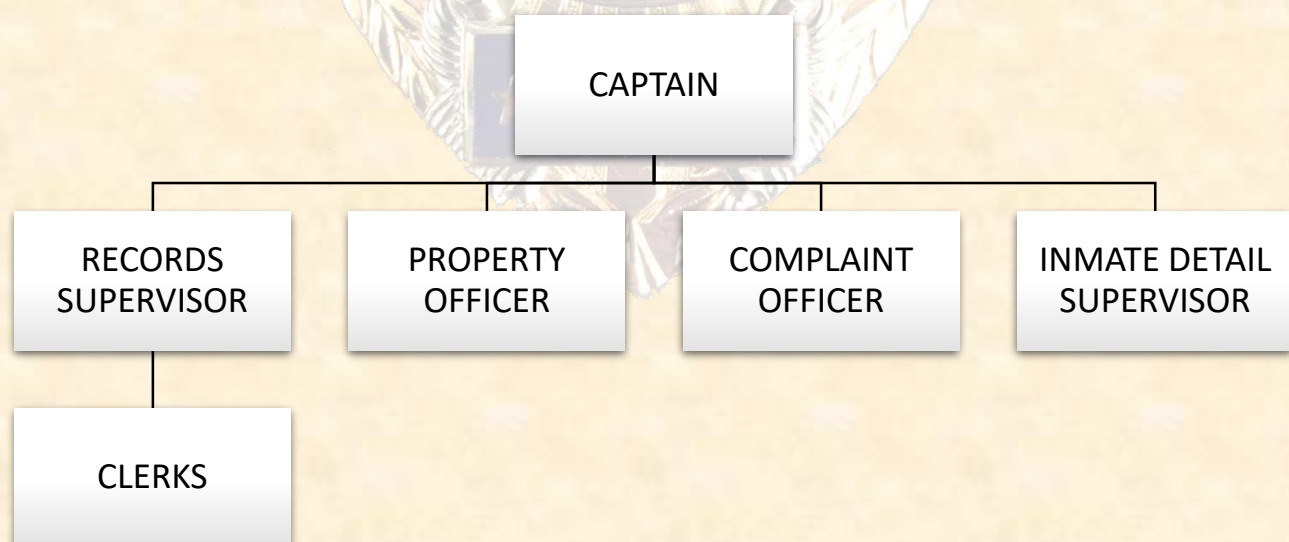 CAPTAIN
RECORDS
SUPERVISOR
PROPERTY
OFFICER
COMPLAINT
OFFICER
INMATE DETAIL
SUPERVISOR
CLERKS